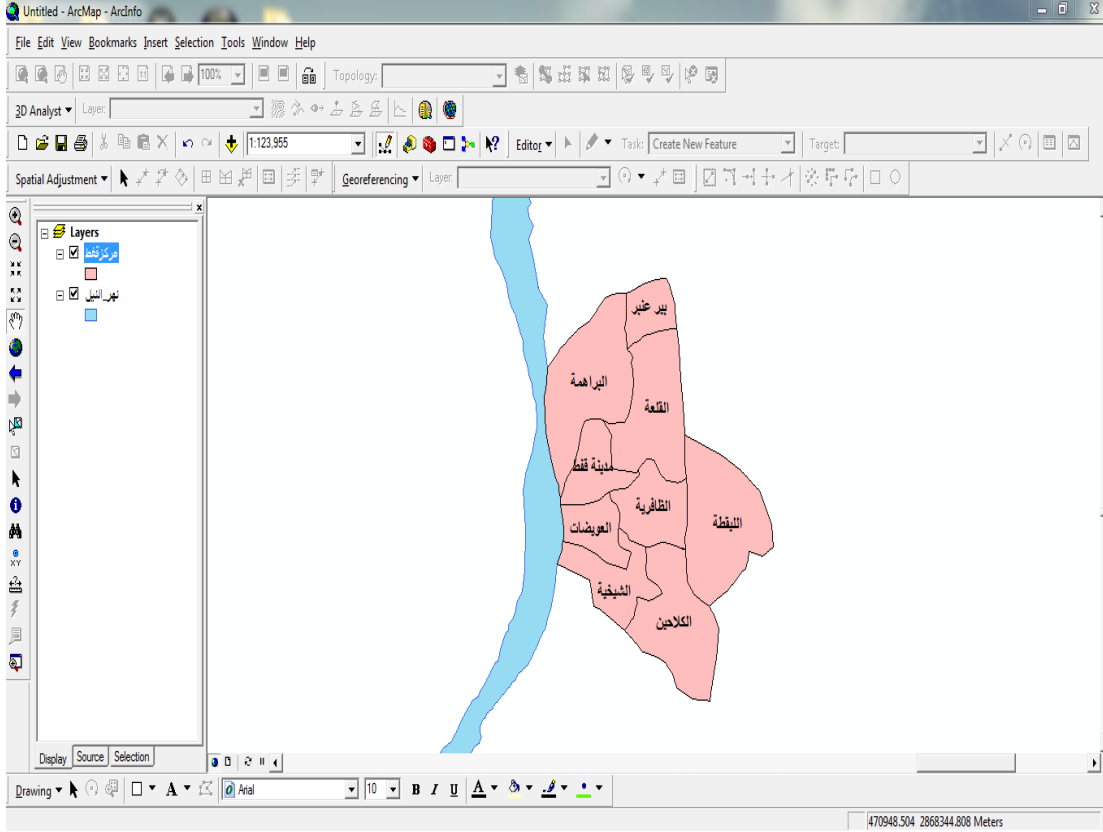 Untitled - ArcMap - ArcInfo
File Edit View Bookmarks Insert Selection Tools Window Help
100% Topology:
3D Analyst Layer:
1:123,955 Editor Task: Create New Feature Target:
Spatial Adjustment Georeferencing Layer:
Layers
مركزقفط
نهر_النيل
بير عنبر
البراهمة
القلعة
مدينة قفط
الظافرية
الليقطة
العويضات
الشيخية
الكلاحين
Display Source Selection
Drawing A Arial 10 B I U A
470948.504 2868344.808 Meters